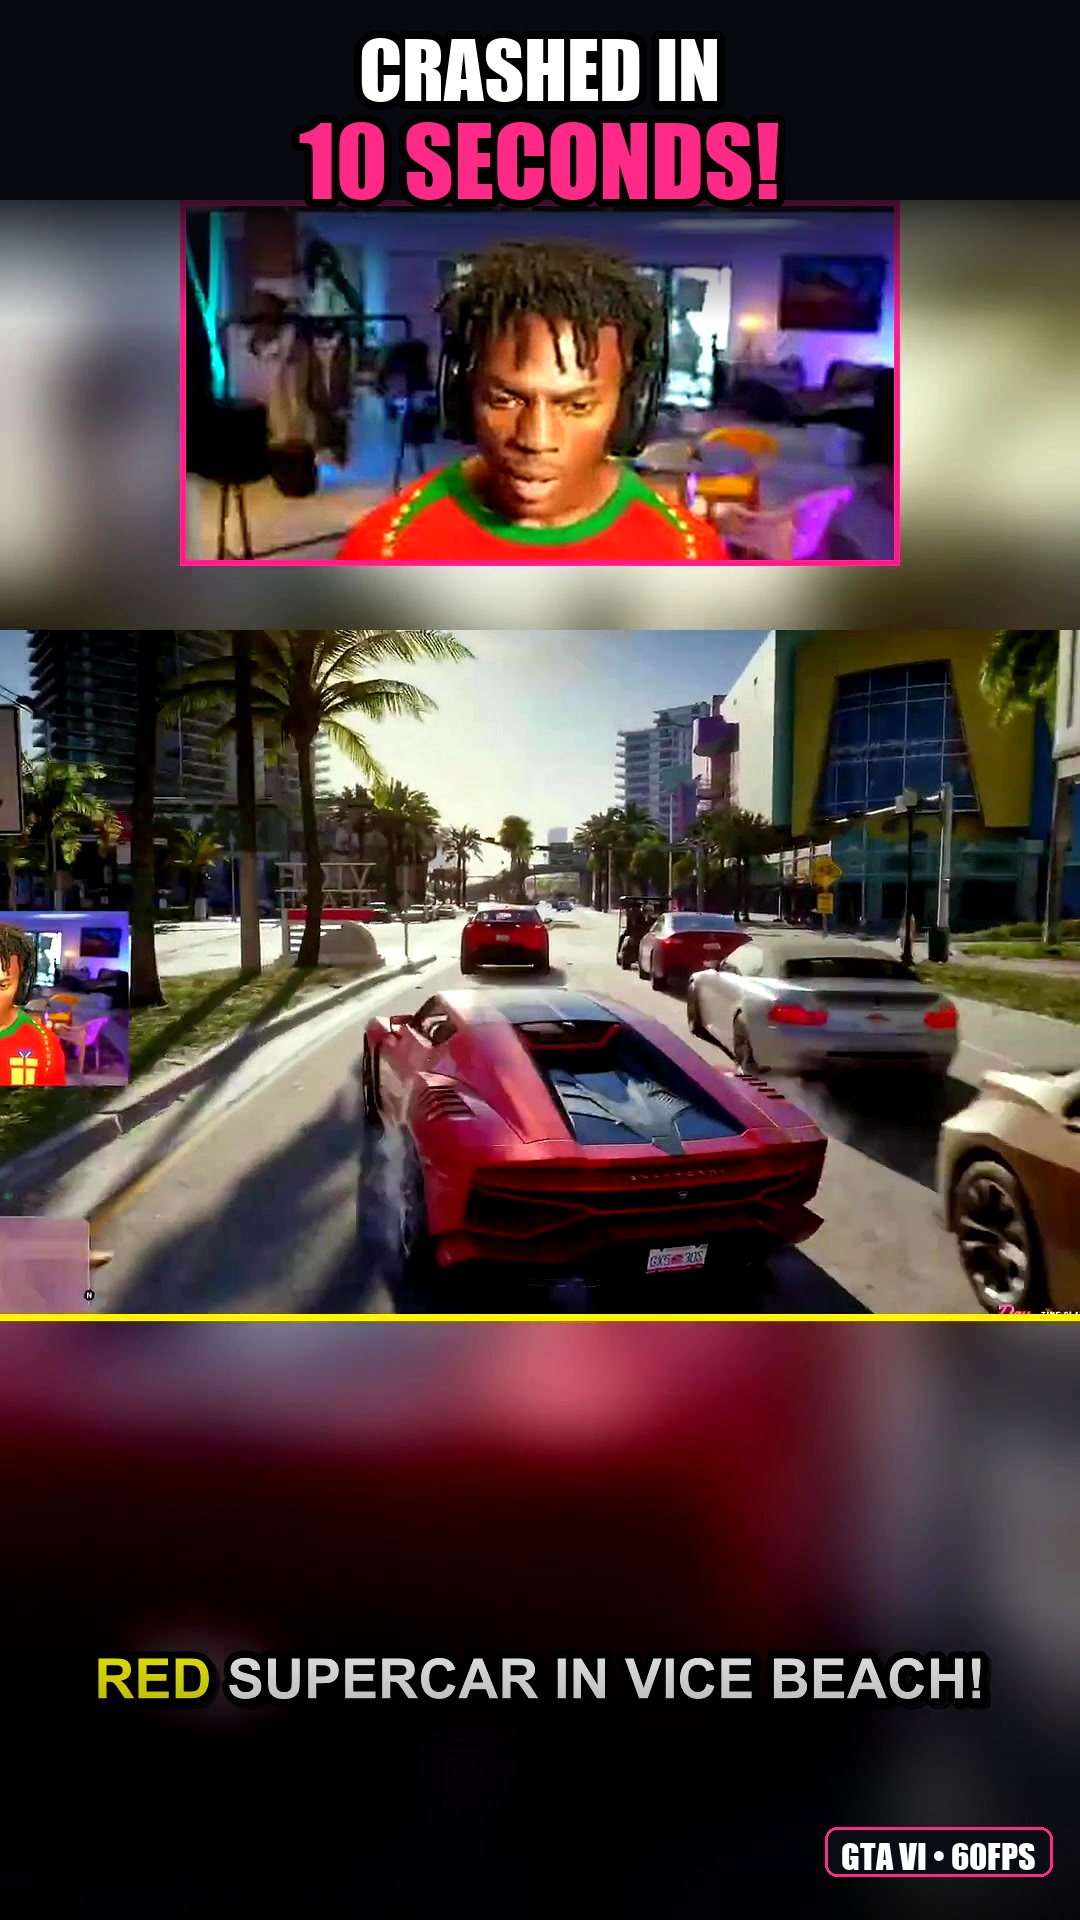 CRASHED IN
10 SECONDS!
RED SUPERCAR IN VICE BEACH!
GTA VI • 60FPS